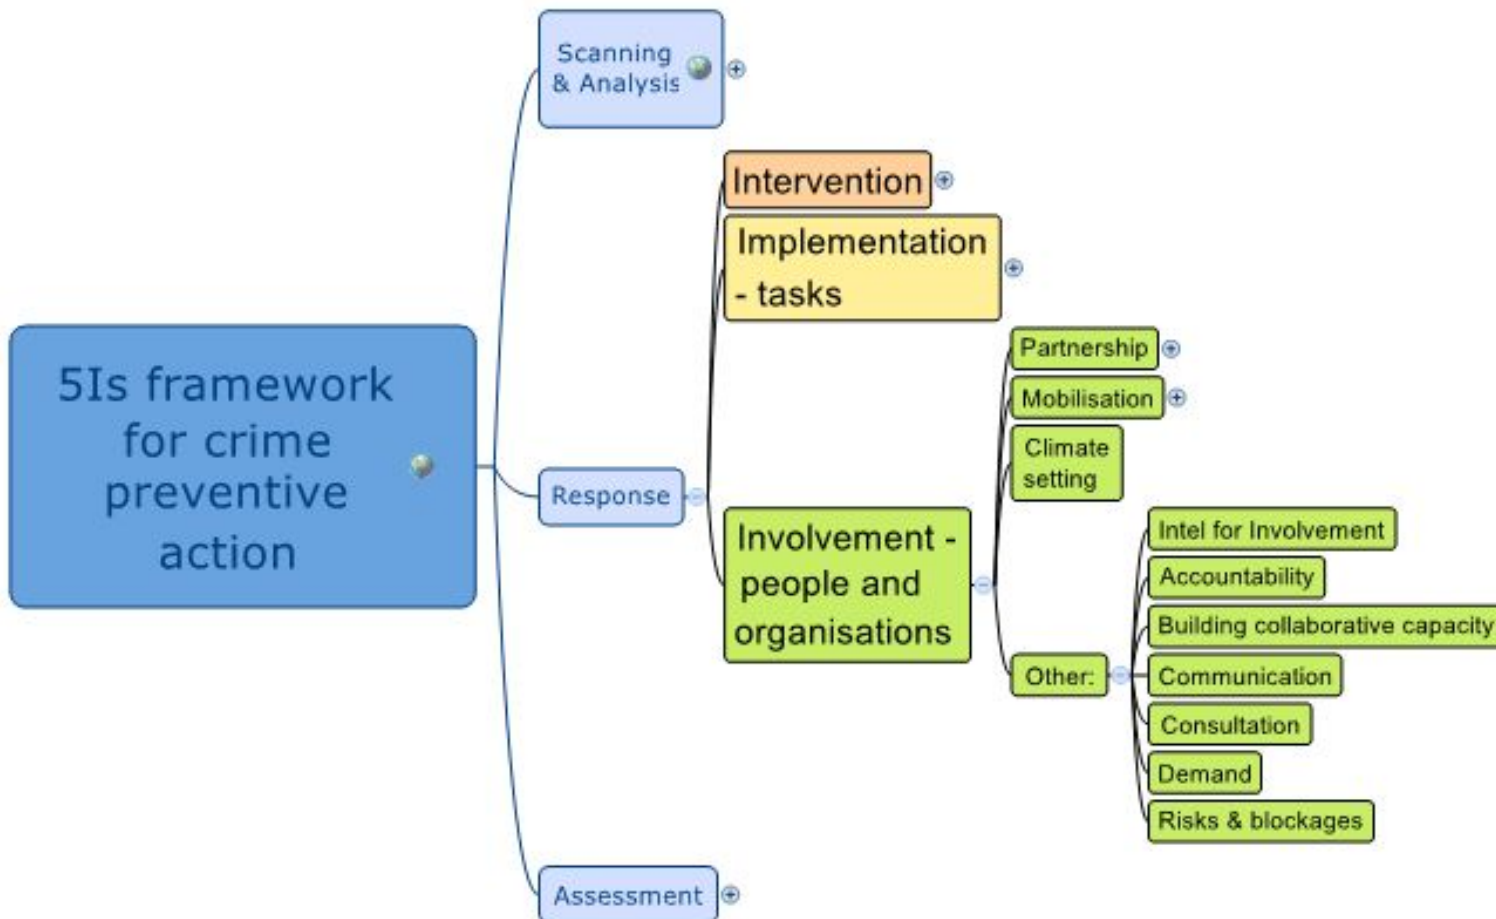 Scanning
& Analysis
Intervention
Implementation
- tasks
5Is framework
for crime
preventive
action
Response
Involvement -
people and
organisations
Partnership
Mobilisation
Climate
setting
Other:
Intel for Involvement
Accountability
Building collaborative capacity
Communication
Consultation
Demand
Risks & blockages
Assessment